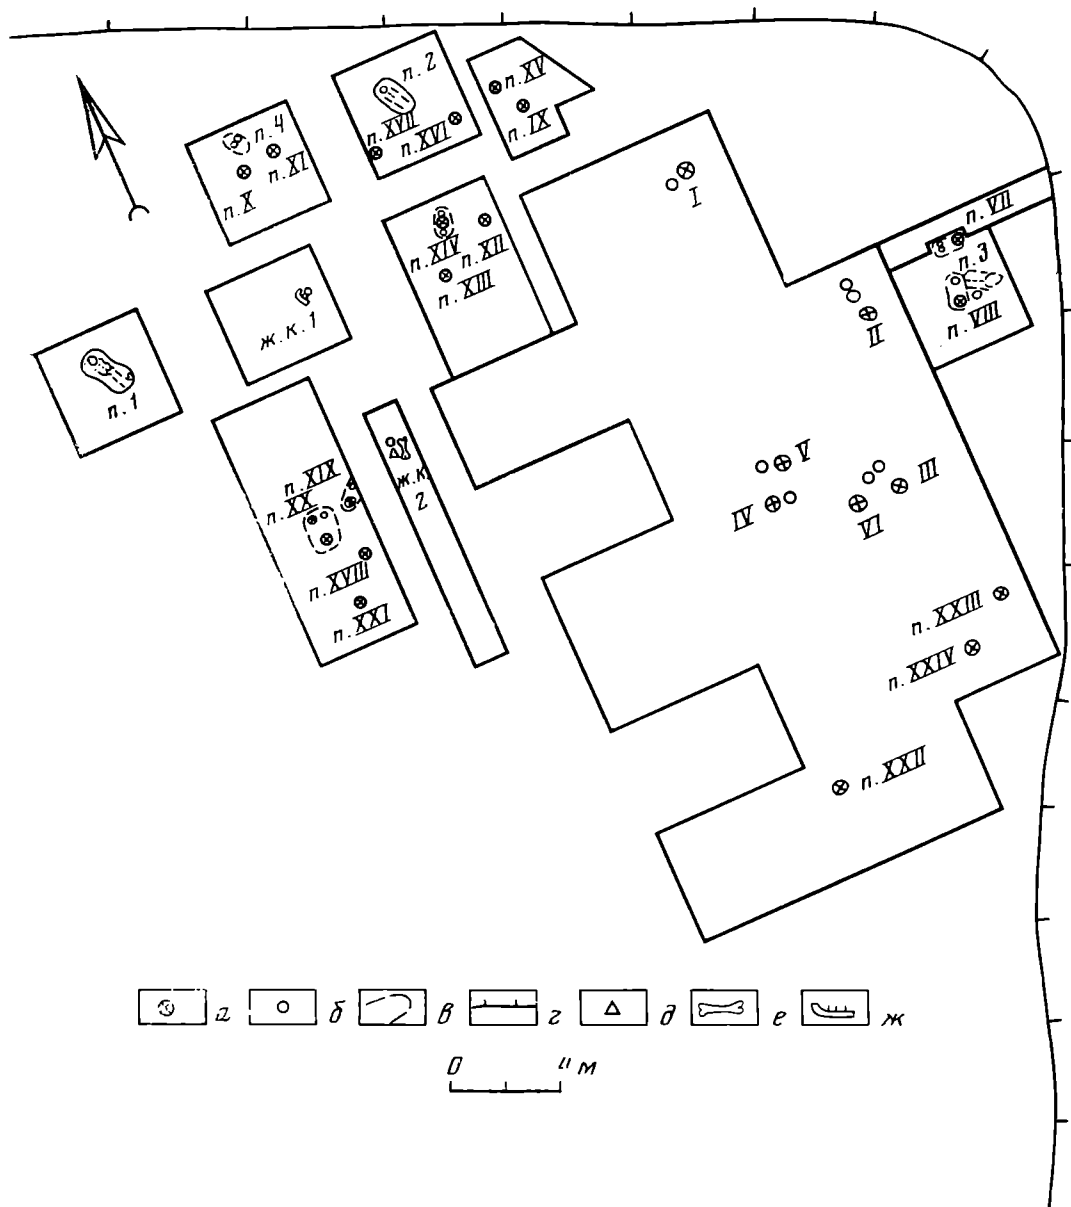 п. 2
п. XV
п. IX
п. XVII
п. XVI
п. 4
п. XI
п. X
I
п. VII
п. 3
п. VIII
п. XIV
п. XII
п. XIII
II
ж.к. 1
п. 1
ж.к.
2
п. XIX
п. XX
п. XVIII
п. XXI
V
IV
III
VI
п. XXIII
п. XXIV
п. XXII
а
б
в
г
д
е
ж
0
м